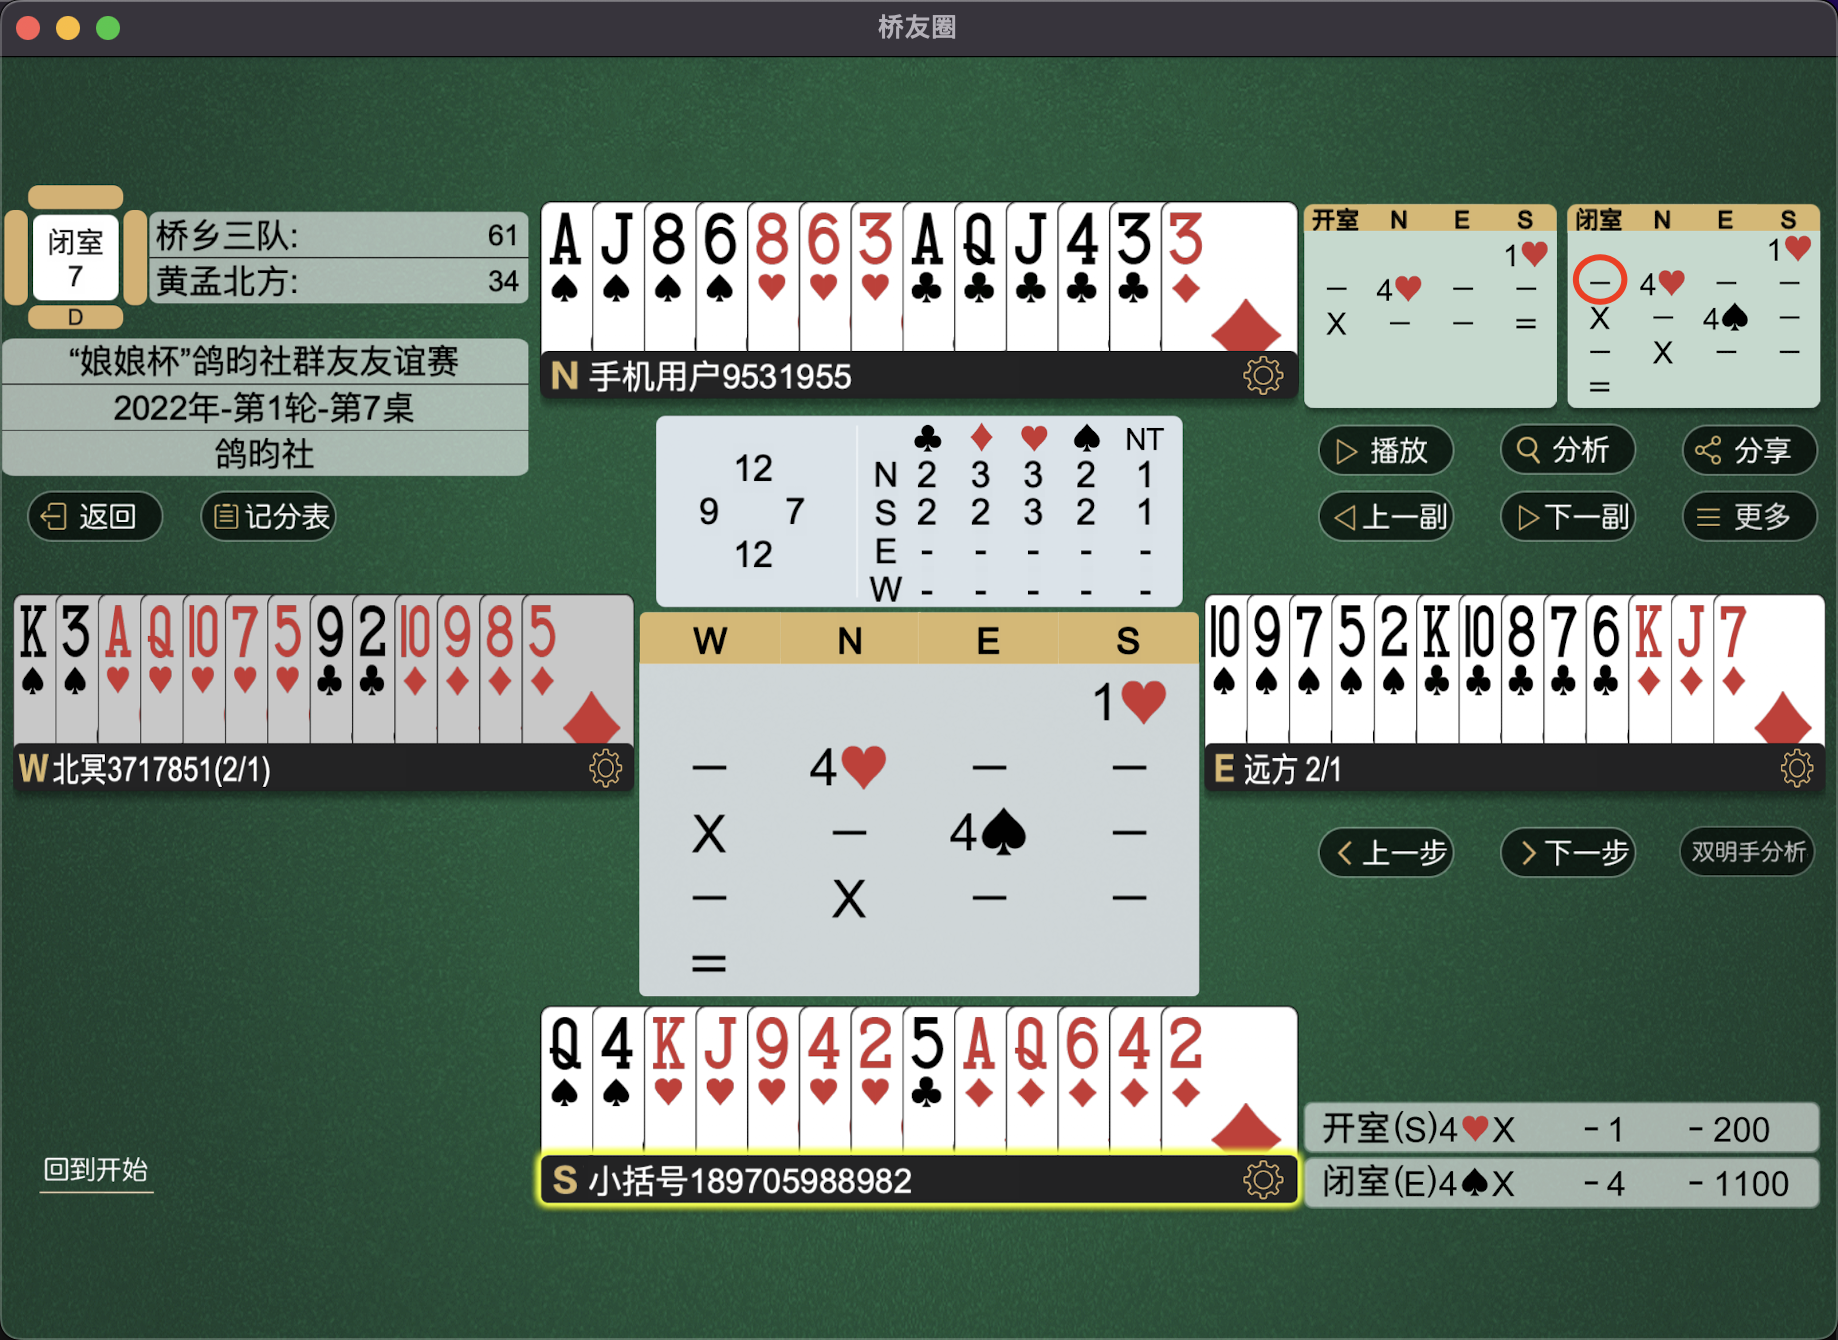 桥友圈
闭室
7
D
桥乡三队: 61
黄孟北方: 34
“娘娘杯”鸽昀社群友友谊赛
2022年-第1轮-第7桌
鸽昀社
返回
记分表
A J 8 6 8 6 3 A Q J 4 3 3
♠ ♠ ♠ ♠ ♥ ♥ ♥ ♣ ♣ ♣ ♣ ♣ ♦
N 手机用户9531955
开室 N E S
1♥
– 4♥ – –
X – – =
闭室 N E S
1♥
– 4♥ – –
X – 4♠ –
– X – –
=
播放
分析
分享
上一副
下一副
更多
12
9 7
12
♣ ♦ ♥ ♠ NT
N 2 3 3 2 1
S 2 2 3 2 1
E - - - - -
W - - - - -
K 3 A Q 10 7 5 9 2 10 9 8 5
♠ ♠ ♥ ♥ ♥ ♥ ♥ ♣ ♣ ♦ ♦ ♦ ♦
W 北冥3717851(2/1)
W N E S
1♥
– 4♥ – –
X – 4♠ –
– X – –
=
10 9 7 5 2 K 10 8 7 6 K J 7
♠ ♠ ♠ ♠ ♠ ♣ ♣ ♣ ♣ ♣ ♦ ♦ ♦
E 远方 2/1
上一步
下一步
双明手分析
Q 4 K J 9 4 2 5 A Q 6 4 2
♠ ♠ ♥ ♥ ♥ ♥ ♥ ♣ ♦ ♦ ♦ ♦ ♦
S 小括号189705988982
回到开始
开室(S)4♥X -1 -200
闭室(E)4♠X -4 -1100